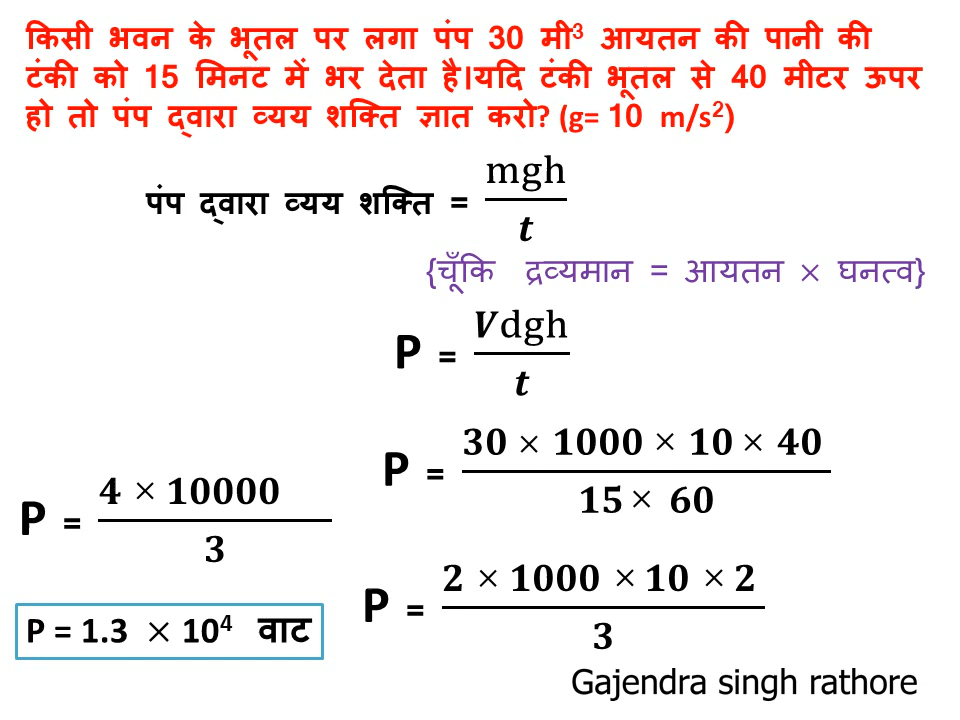 किसी भवन के भूतल पर लगा पंप 30 मी³ आयतन की पानी की
टंकी को 15 मिनट में भर देता है।यदि टंकी भूतल से 40 मीटर ऊपर
हो तो पंप द्वारा व्यय शक्ति ज्ञात करो? (g= 10 m/s²)
पंप द्वारा व्यय शक्ति = mgh / t
{चूँकि द्रव्यमान = आयतन × घनत्व}
P = Vdgh / t
P = 30 × 1000 × 10 × 40 / 15 × 60
P = 2 × 1000 × 10 × 2 / 3
P = 4 × 10000 / 3
P = 1.3 × 10⁴ वाट
Gajendra singh rathore